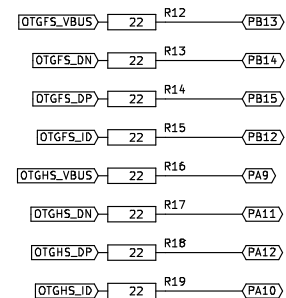 OTGFS_VBUS 22 R12 PB13
OTGFS_DN 22 R13 PB14
OTGFS_DP 22 R14 PB15
OTGFS_ID 22 R15 PB12
OTGHS_VBUS 22 R16 PA9
OTGHS_DN 22 R17 PA11
OTGHS_DP 22 R18 PA12
OTGHS_ID 22 R19 PA10